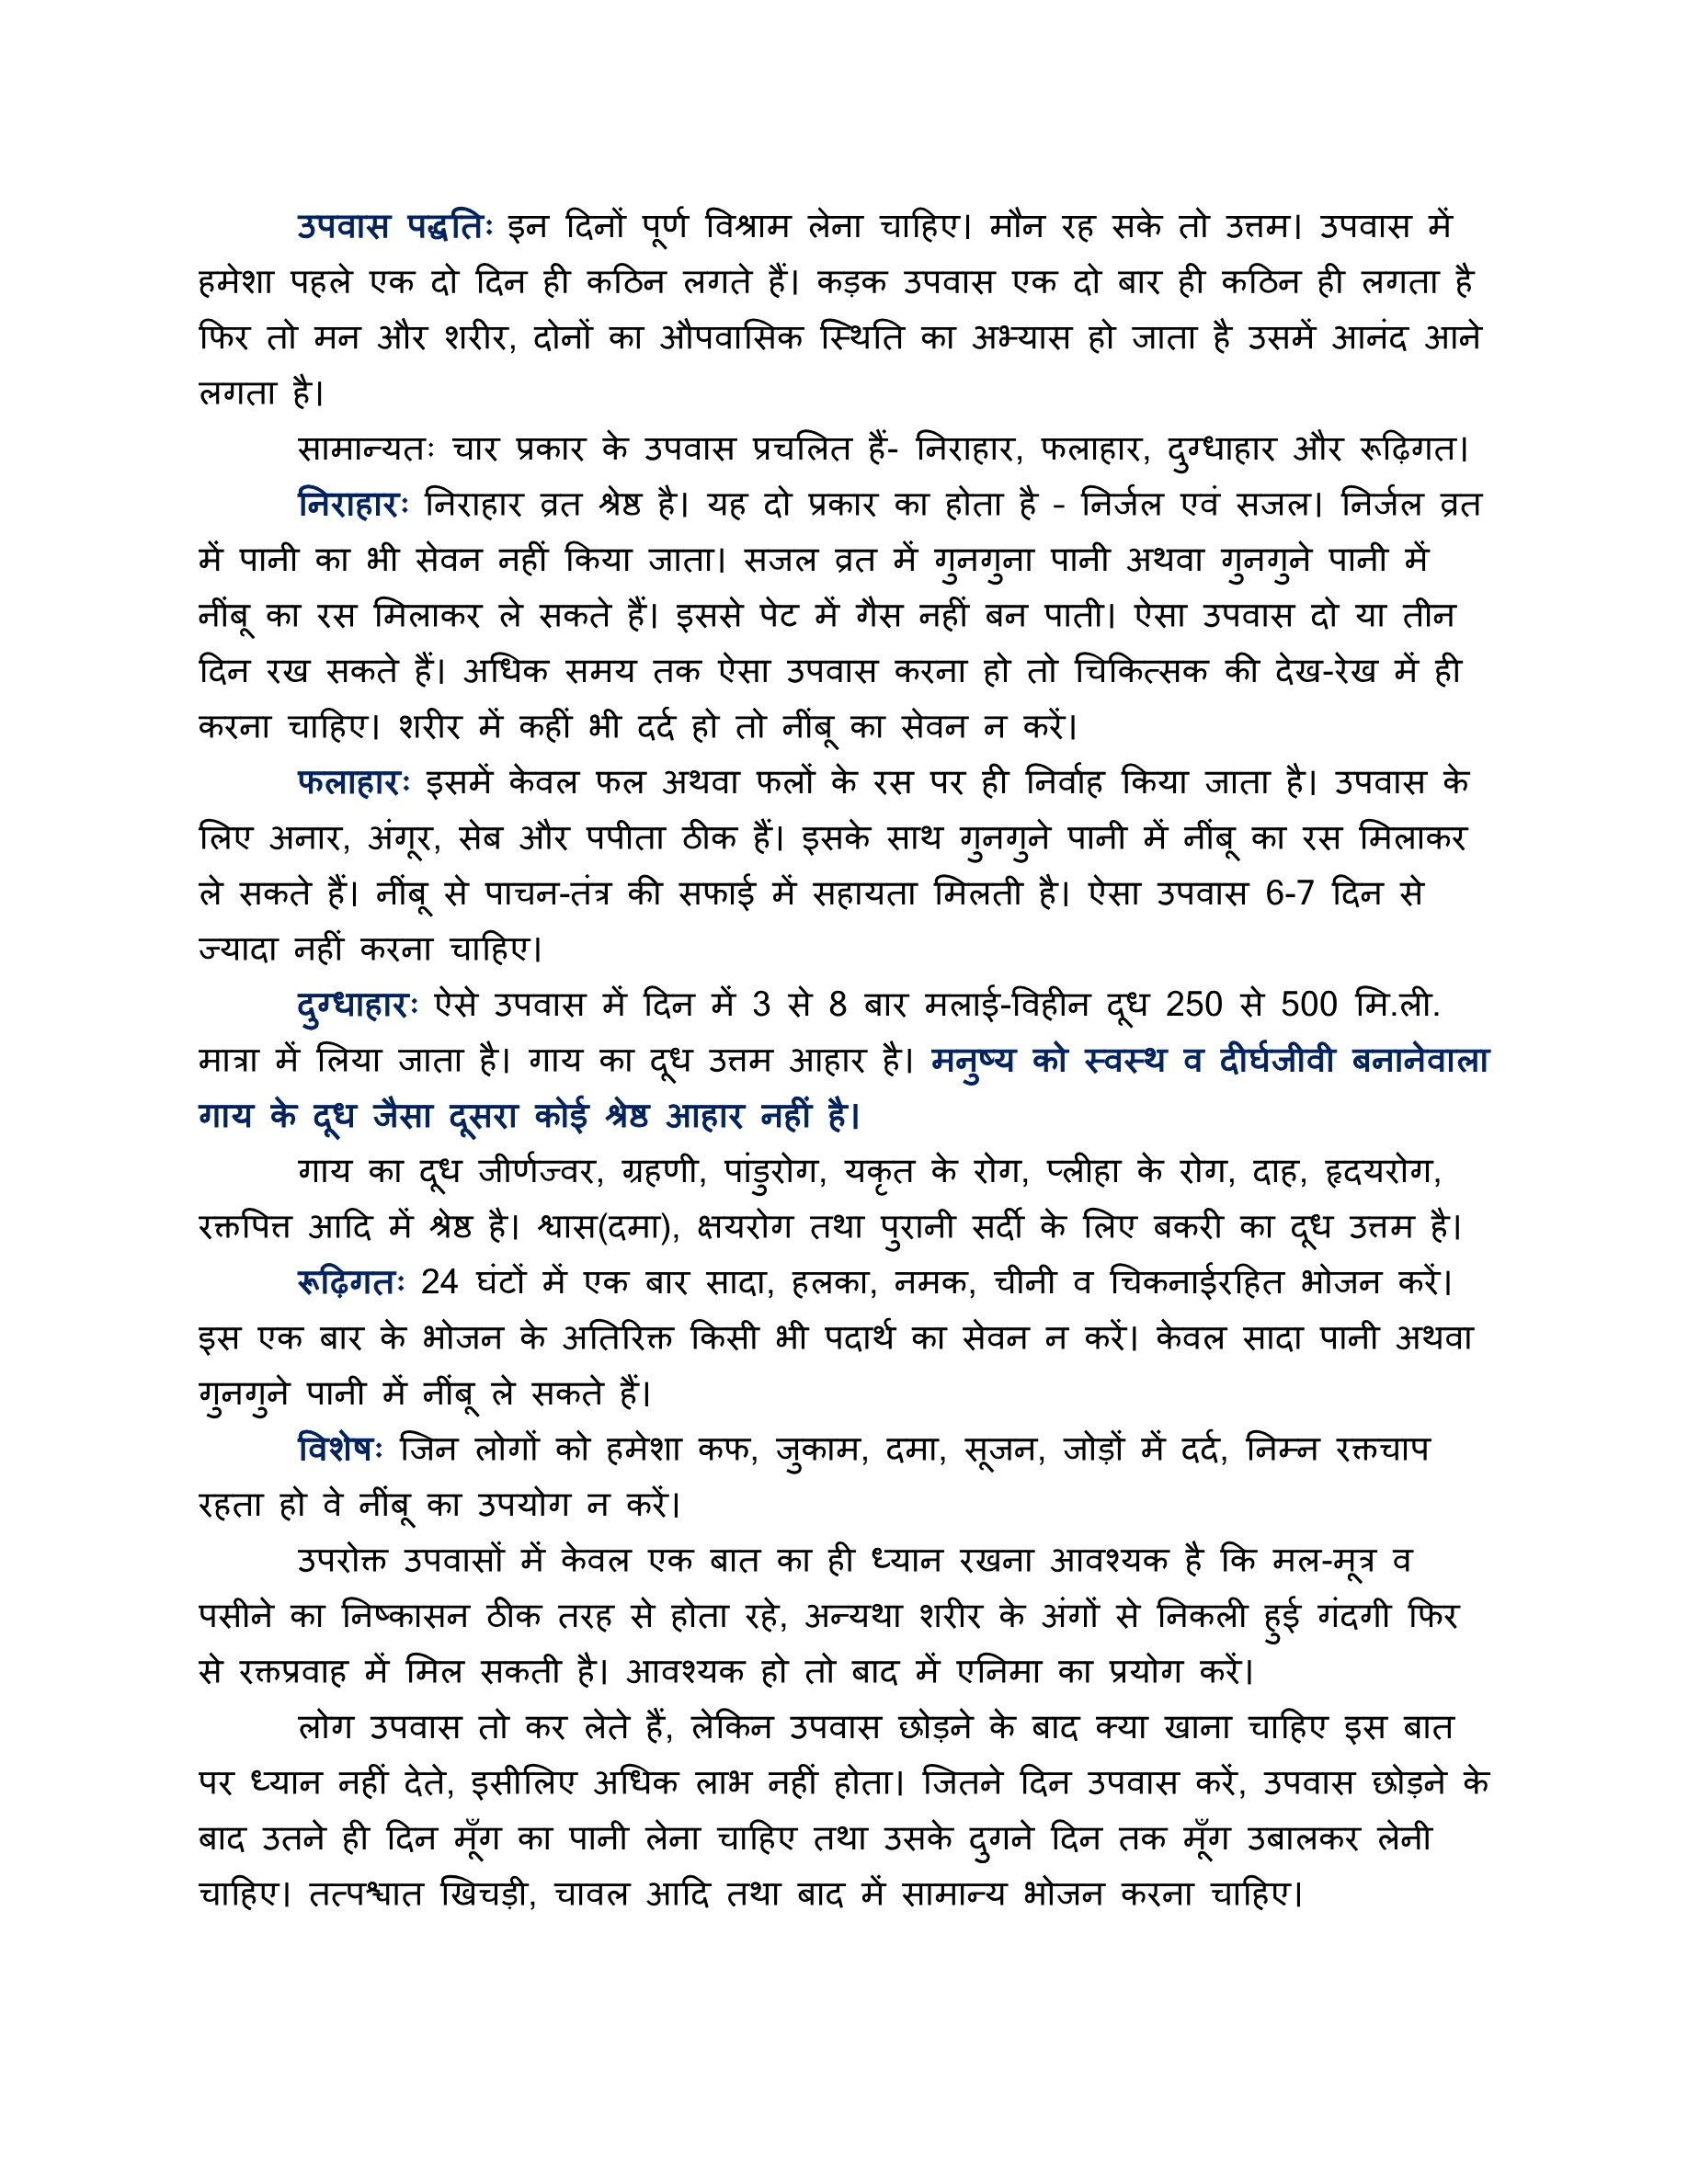 उपवास पद्धतिः इन दिनों पूर्ण विश्राम लेना चाहिए। मौन रह सके तो उत्तम। उपवास में
हमेशा पहले एक दो दिन ही कठिन लगते हैं। कड़क उपवास एक दो बार ही कठिन ही लगता है
फिर तो मन और शरीर, दोनों का औपवासिक स्थिति का अभ्यास हो जाता है उसमें आनंद आने
लगता है।
सामान्यतः चार प्रकार के उपवास प्रचलित हैं- निराहार, फलाहार, दुग्धाहार और रूढ़िगत।
निराहारः निराहार व्रत श्रेष्ठ है। यह दो प्रकार का होता है – निर्जल एवं सजल। निर्जल व्रत
में पानी का भी सेवन नहीं किया जाता। सजल व्रत में गुनगुना पानी अथवा गुनगुने पानी में
नींबू का रस मिलाकर ले सकते हैं। इससे पेट में गैस नहीं बन पाती। ऐसा उपवास दो या तीन
दिन रख सकते हैं। अधिक समय तक ऐसा उपवास करना हो तो चिकित्सक की देख-रेख में ही
करना चाहिए। शरीर में कहीं भी दर्द हो तो नींबू का सेवन न करें।
फलाहारः इसमें केवल फल अथवा फलों के रस पर ही निर्वाह किया जाता है। उपवास के
लिए अनार, अंगूर, सेब और पपीता ठीक हैं। इसके साथ गुनगुने पानी में नींबू का रस मिलाकर
ले सकते हैं। नींबू से पाचन-तंत्र की सफाई में सहायता मिलती है। ऐसा उपवास 6-7 दिन से
ज्यादा नहीं करना चाहिए।
दुग्धाहारः ऐसे उपवास में दिन में 3 से 8 बार मलाई-विहीन दूध 250 से 500 मि.ली.
मात्रा में लिया जाता है। गाय का दूध उत्तम आहार है। मनुष्य को स्वस्थ व दीर्घजीवी बनानेवाला
गाय के दूध जैसा दूसरा कोई श्रेष्ठ आहार नहीं है।
गाय का दूध जीर्णज्वर, ग्रहणी, पांडुरोग, यकृत के रोग, प्लीहा के रोग, दाह, हृदयरोग,
रक्तपित्त आदि में श्रेष्ठ है। श्वास(दमा), क्षयरोग तथा पुरानी सर्दी के लिए बकरी का दूध उत्तम है।
रूढ़िगतः 24 घंटों में एक बार सादा, हलका, नमक, चीनी व चिकनाईरहित भोजन करें।
इस एक बार के भोजन के अतिरिक्त किसी भी पदार्थ का सेवन न करें। केवल सादा पानी अथवा
गुनगुने पानी में नींबू ले सकते हैं।
विशेषः जिन लोगों को हमेशा कफ, जुकाम, दमा, सूजन, जोड़ों में दर्द, निम्न रक्तचाप
रहता हो वे नींबू का उपयोग न करें।
उपरोक्त उपवासों में केवल एक बात का ही ध्यान रखना आवश्यक है कि मल-मूत्र व
पसीने का निष्कासन ठीक तरह से होता रहे, अन्यथा शरीर के अंगों से निकली हुई गंदगी फिर
से रक्तप्रवाह में मिल सकती है। आवश्यक हो तो बाद में एनिमा का प्रयोग करें।
लोग उपवास तो कर लेते हैं, लेकिन उपवास छोड़ने के बाद क्या खाना चाहिए इस बात
पर ध्यान नहीं देते, इसीलिए अधिक लाभ नहीं होता। जितने दिन उपवास करें, उपवास छोड़ने के
बाद उतने ही दिन मूँग का पानी लेना चाहिए तथा उसके दुगने दिन तक मूँग उबालकर लेनी
चाहिए। तत्पश्चात खिचड़ी, चावल आदि तथा बाद में सामान्य भोजन करना चाहिए।